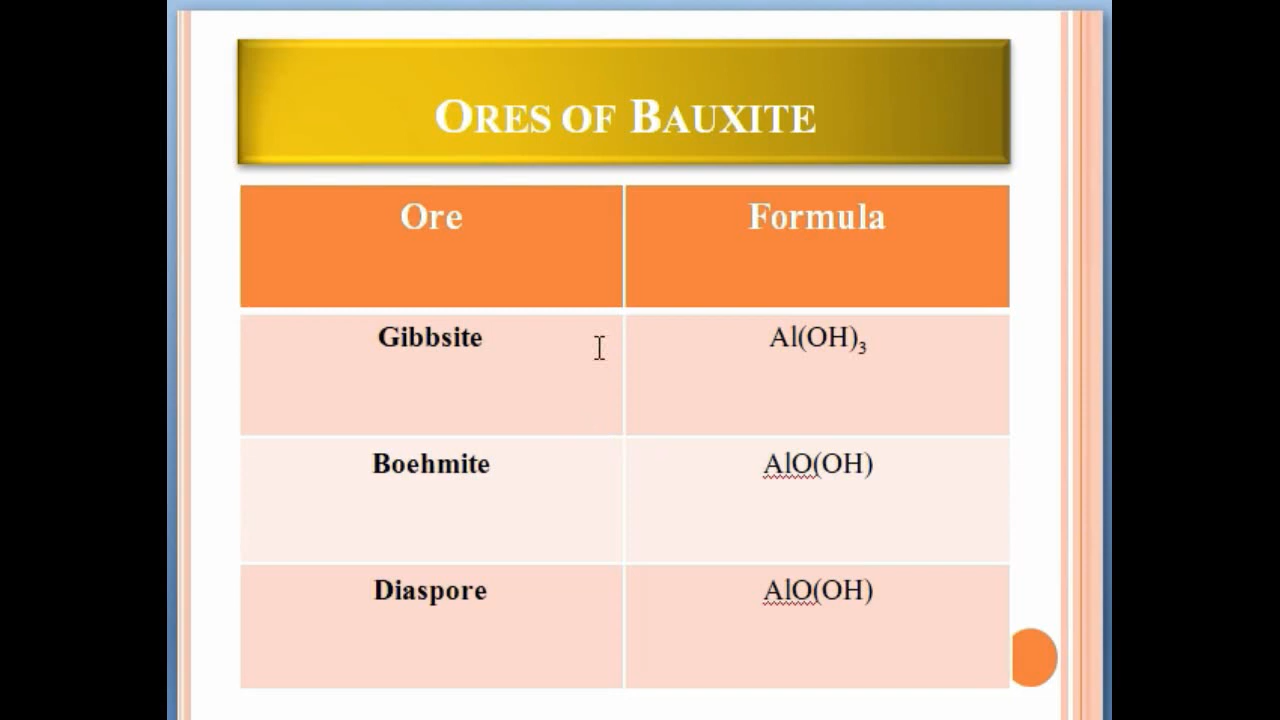 ORES OF BAUXITE
Ore Formula
Gibbsite Al(OH)₃
Boehmite AlO(OH)
Diaspore AlO(OH)